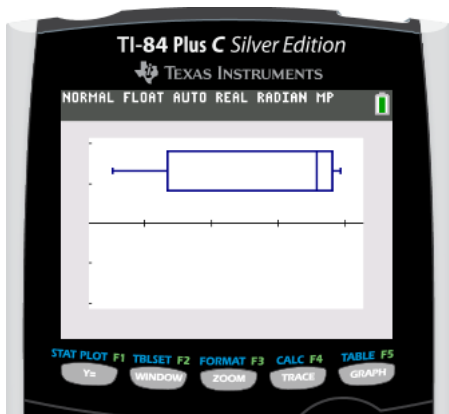 TI-84 Plus C Silver Edition
TEXAS INSTRUMENTS
NORMAL FLOAT AUTO REAL RADIAN MP
STAT PLOT F1 TBLSET F2 FORMAT F3 CALC F4 TABLE F5
Y= WINDOW ZOOM TRACE GRAPH